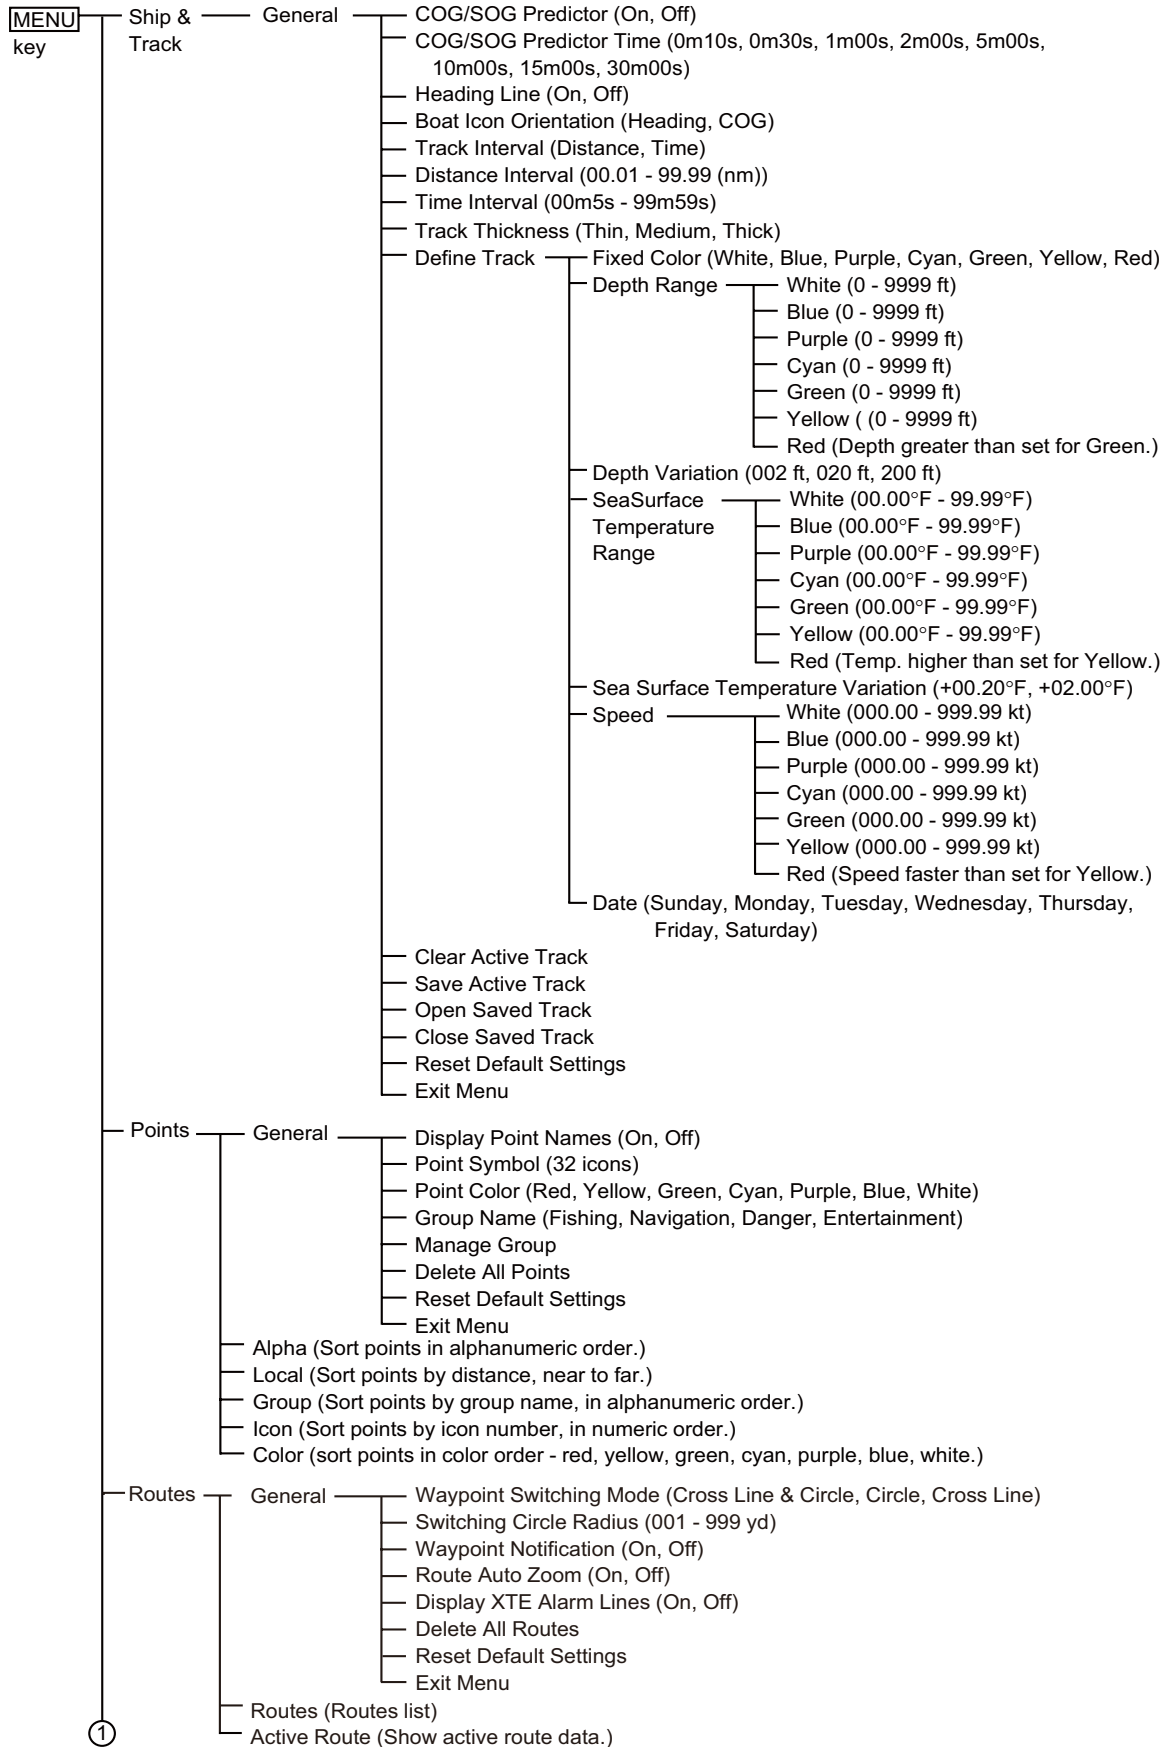 MENU key
Ship & Track
General
COG/SOG Predictor (On, Off)
COG/SOG Predictor Time (0m10s, 0m30s, 1m00s, 2m00s, 5m00s,
10m00s, 15m00s, 30m00s)
Heading Line (On, Off)
Boat Icon Orientation (Heading, COG)
Track Interval (Distance, Time)
Distance Interval (00.01 - 99.99 (nm))
Time Interval (00m5s - 99m59s)
Track Thickness (Thin, Medium, Thick)
Define Track
Fixed Color (White, Blue, Purple, Cyan, Green, Yellow, Red)
Depth Range
White (0 - 9999 ft)
Blue (0 - 9999 ft)
Purple (0 - 9999 ft)
Cyan (0 - 9999 ft)
Green (0 - 9999 ft)
Yellow ( (0 - 9999 ft)
Red (Depth greater than set for Green.)
Depth Variation (002 ft, 020 ft, 200 ft)
SeaSurface
Temperature
Range
White (00.00°F - 99.99°F)
Blue (00.00°F - 99.99°F)
Purple (00.00°F - 99.99°F)
Cyan (00.00°F - 99.99°F)
Green (00.00°F - 99.99°F)
Yellow (00.00°F - 99.99°F)
Red (Temp. higher than set for Yellow.)
Sea Surface Temperature Variation (+00.20°F, +02.00°F)
Speed
White (000.00 - 999.99 kt)
Blue (000.00 - 999.99 kt)
Purple (000.00 - 999.99 kt)
Cyan (000.00 - 999.99 kt)
Green (000.00 - 999.99 kt)
Yellow (000.00 - 999.99 kt)
Red (Speed faster than set for Yellow.)
Date (Sunday, Monday, Tuesday, Wednesday, Thursday,
Friday, Saturday)
Clear Active Track
Save Active Track
Open Saved Track
Close Saved Track
Reset Default Settings
Exit Menu
Points
General
Display Point Names (On, Off)
Point Symbol (32 icons)
Point Color (Red, Yellow, Green, Cyan, Purple, Blue, White)
Group Name (Fishing, Navigation, Danger, Entertainment)
Manage Group
Delete All Points
Reset Default Settings
Exit Menu
Alpha (Sort points in alphanumeric order.)
Local (Sort points by distance, near to far.)
Group (Sort points by group name, in alphanumeric order.)
Icon (Sort points by icon number, in numeric order.)
Color (sort points in color order - red, yellow, green, cyan, purple, blue, white.)
Routes
General
Waypoint Switching Mode (Cross Line & Circle, Circle, Cross Line)
Switching Circle Radius (001 - 999 yd)
Waypoint Notification (On, Off)
Route Auto Zoom (On, Off)
Display XTE Alarm Lines (On, Off)
Delete All Routes
Reset Default Settings
Exit Menu
Routes (Routes list)
Active Route (Show active route data.)
1